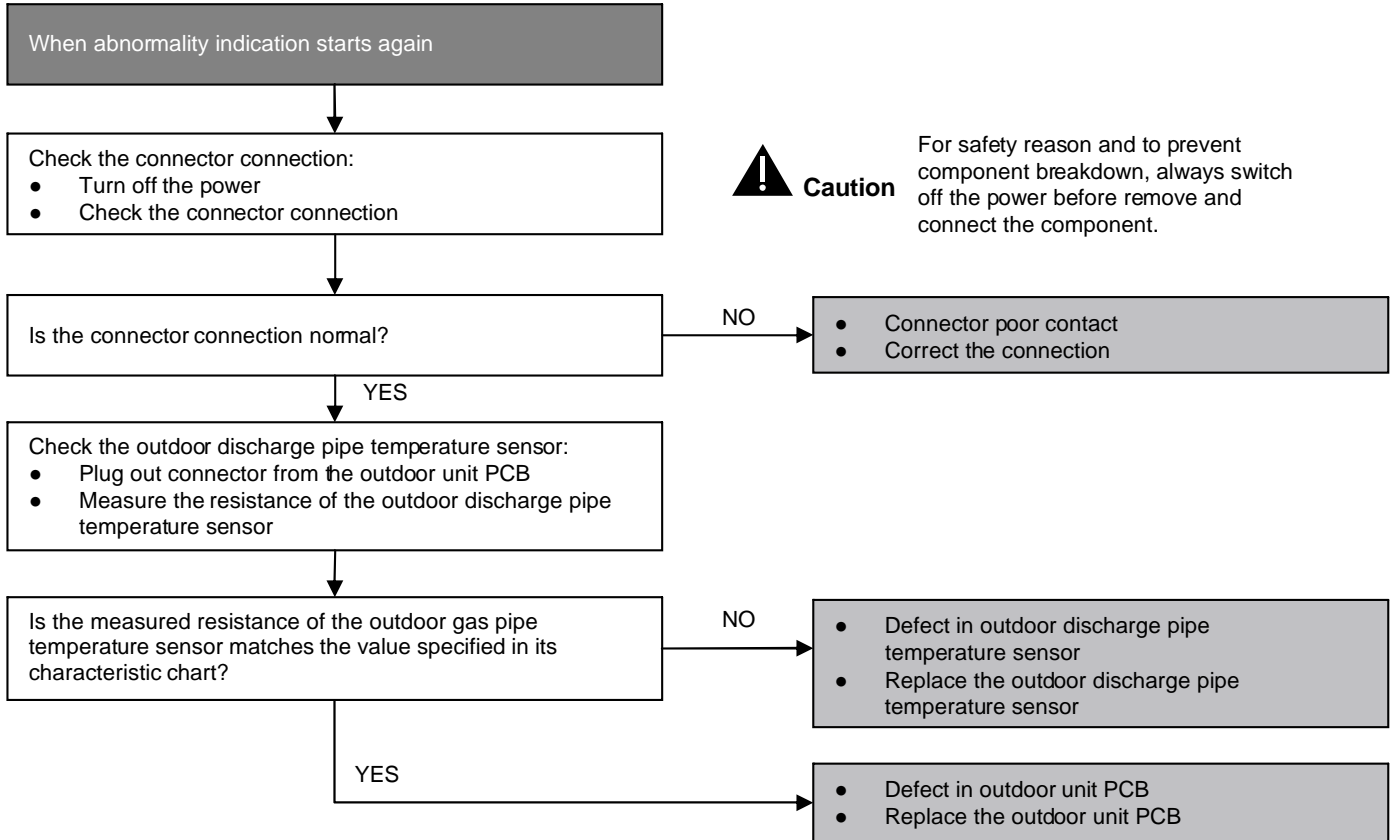 When abnormality indication starts again
Check the connector connection:
● Turn off the power
● Check the connector connection
Caution
For safety reason and to prevent
component breakdown, always switch
off the power before remove and
connect the component.
Is the connector connection normal?
NO
● Connector poor contact
● Correct the connection
YES
Check the outdoor discharge pipe temperature sensor:
● Plug out connector from the outdoor unit PCB
● Measure the resistance of the outdoor discharge pipe
temperature sensor
Is the measured resistance of the outdoor gas pipe
temperature sensor matches the value specified in its
characteristic chart?
NO
● Defect in outdoor discharge pipe
temperature sensor
● Replace the outdoor discharge pipe
temperature sensor
YES
● Defect in outdoor unit PCB
● Replace the outdoor unit PCB